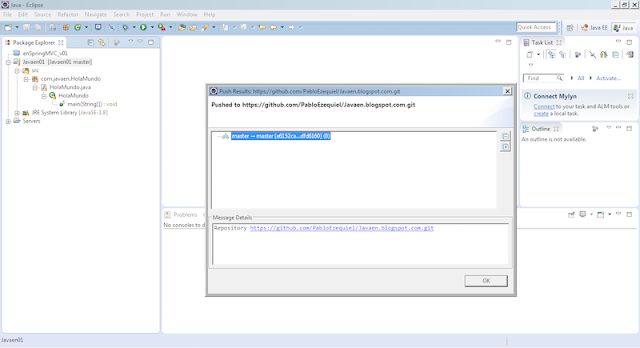 Java - Eclipse
File Edit Source Refactor Navigate Search Project Run Window Help
Quick Access
Java EE
Java
Package Explorer
enSpringMVC_v01
Javaen01 [Javaen01 master]
src
com.javaen.HolaMundo
HolaMundo.java
HolaMundo
main(String[]) : void
JRE System Library [JavaSE-1.8]
Servers
Push Results: https://github.com/PabloEzequiel/Javaen.blogspot.com.git
Pushed to https://github.com/PabloEzequiel/Javaen.blogspot.com.git
Message Details
Repository https://github.com/PabloEzequiel/Javaen.blogspot.com.git
OK
Problems
No consoles to d
Task List
Find
All
Activate...
Connect Mylyn
Connect to your task and ALM tools or
create a local task.
Outline
An outline is not available.
Javaen01